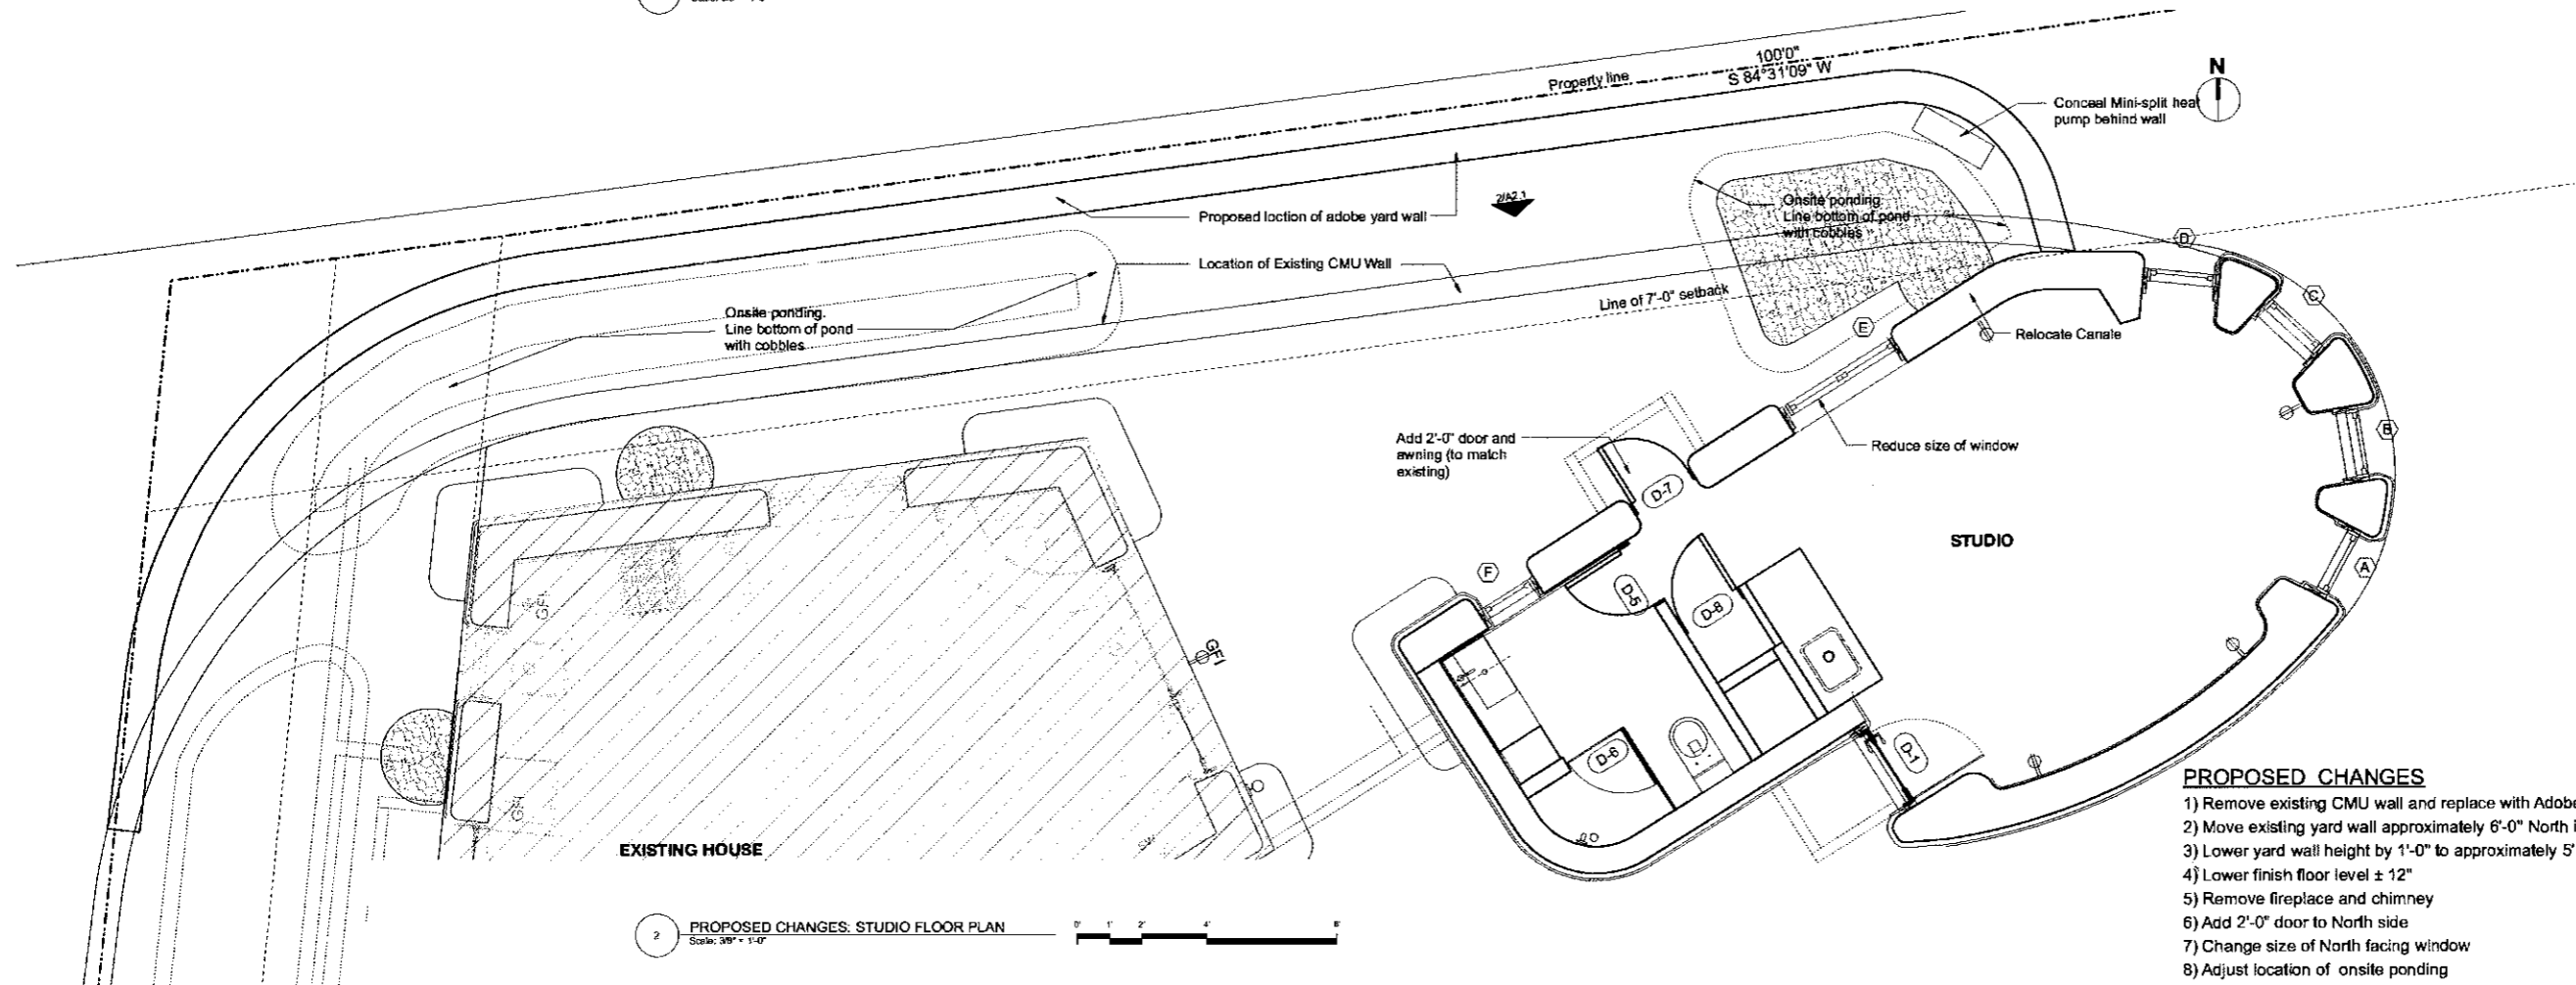 100'0"
Property line
S 84°31'09" W
N
Conceal Mini-split heat
pump behind wall
2/A2.1
Proposed loction of adobe yard wall
Onsite ponding.
Line bottom of pond
with cobbles
D
Location of Existing CMU Wall
Line of 7'-0" setback
C
Onsite ponding.
Line bottom of pond
with cobbles
E
Relocate Canale
B
Add 2'-0" door and
awning (to match
existing)
Reduce size of window
D-7
STUDIO
F
A
D-5
D-8
GFI
GFI
D-6
D-1
GFI
EXISTING HOUSE
PROPOSED CHANGES
1) Remove existing CMU wall and replace with Adobe
2) Move existing yard wall approximately 6'-0" North
3) Lower yard wall height by 1'-0" to approximately 5'
4) Lower finish floor level ± 12"
5) Remove fireplace and chimney
6) Add 2'-0" door to North side
7) Change size of North facing window
8) Adjust location of onsite ponding
2
PROPOSED CHANGES: STUDIO FLOOR PLAN
Scale: 3/8" = 1'-0"
0' 1' 2' 4' 8'